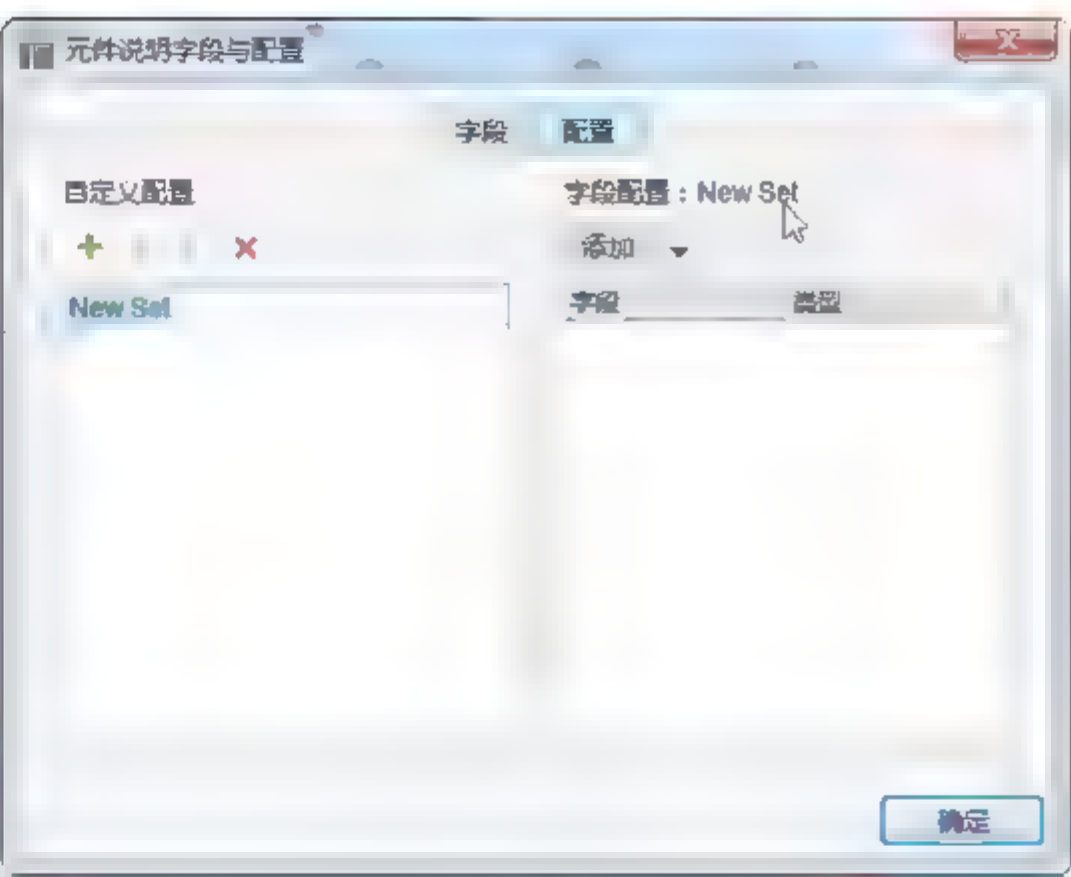 元件说明字段与配置
字段 配置
自定义配置
字段配置：New Set
添加
New Set
字段 类型
确定